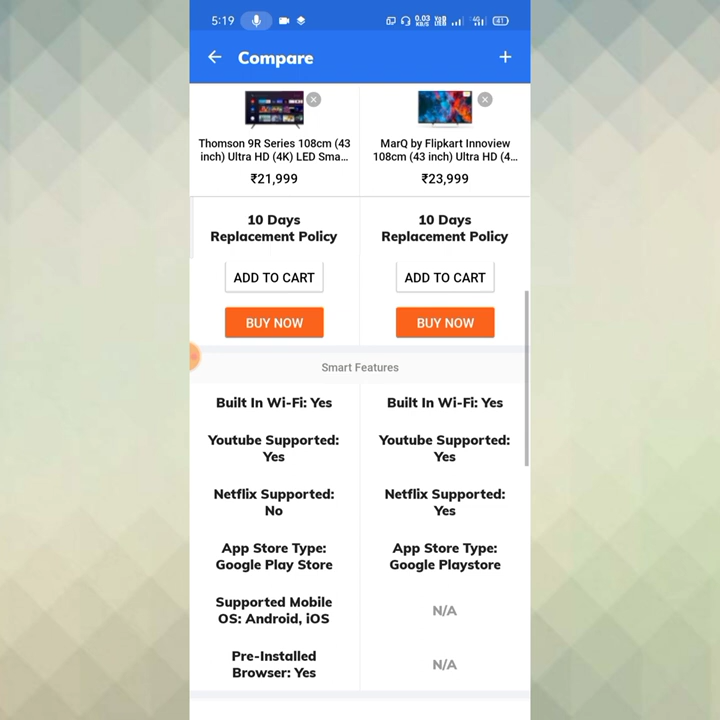 5:19
0.03 KB/S
41
Compare
Thomson 9R Series 108cm (43
inch) Ultra HD (4K) LED Sma...
₹21,999
MarQ by Flipkart Innoview
108cm (43 inch) Ultra HD (4...
₹23,999
10 Days
Replacement Policy
10 Days
Replacement Policy
ADD TO CART
ADD TO CART
BUY NOW
BUY NOW
Smart Features
Built In Wi-Fi: Yes
Built In Wi-Fi: Yes
Youtube Supported:
Yes
Youtube Supported:
Yes
Netflix Supported:
No
Netflix Supported:
Yes
App Store Type:
Google Play Store
App Store Type:
Google Playstore
Supported Mobile
OS: Android, iOS
N/A
Pre-Installed
Browser: Yes
N/A